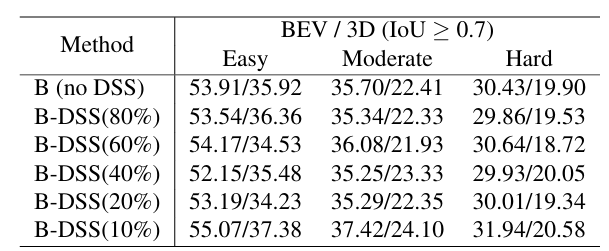 Method BEV / 3D (IoU ≥ 0.7)
Easy Moderate Hard
B (no DSS) 53.91/35.92 35.70/22.41 30.43/19.90
B-DSS(80%) 53.54/36.36 35.34/22.33 29.86/19.53
B-DSS(60%) 54.17/34.53 36.08/21.93 30.64/18.72
B-DSS(40%) 52.15/35.48 35.25/23.33 29.93/20.05
B-DSS(20%) 53.19/34.23 35.29/22.35 30.01/19.34
B-DSS(10%) 55.07/37.38 37.42/24.10 31.94/20.58